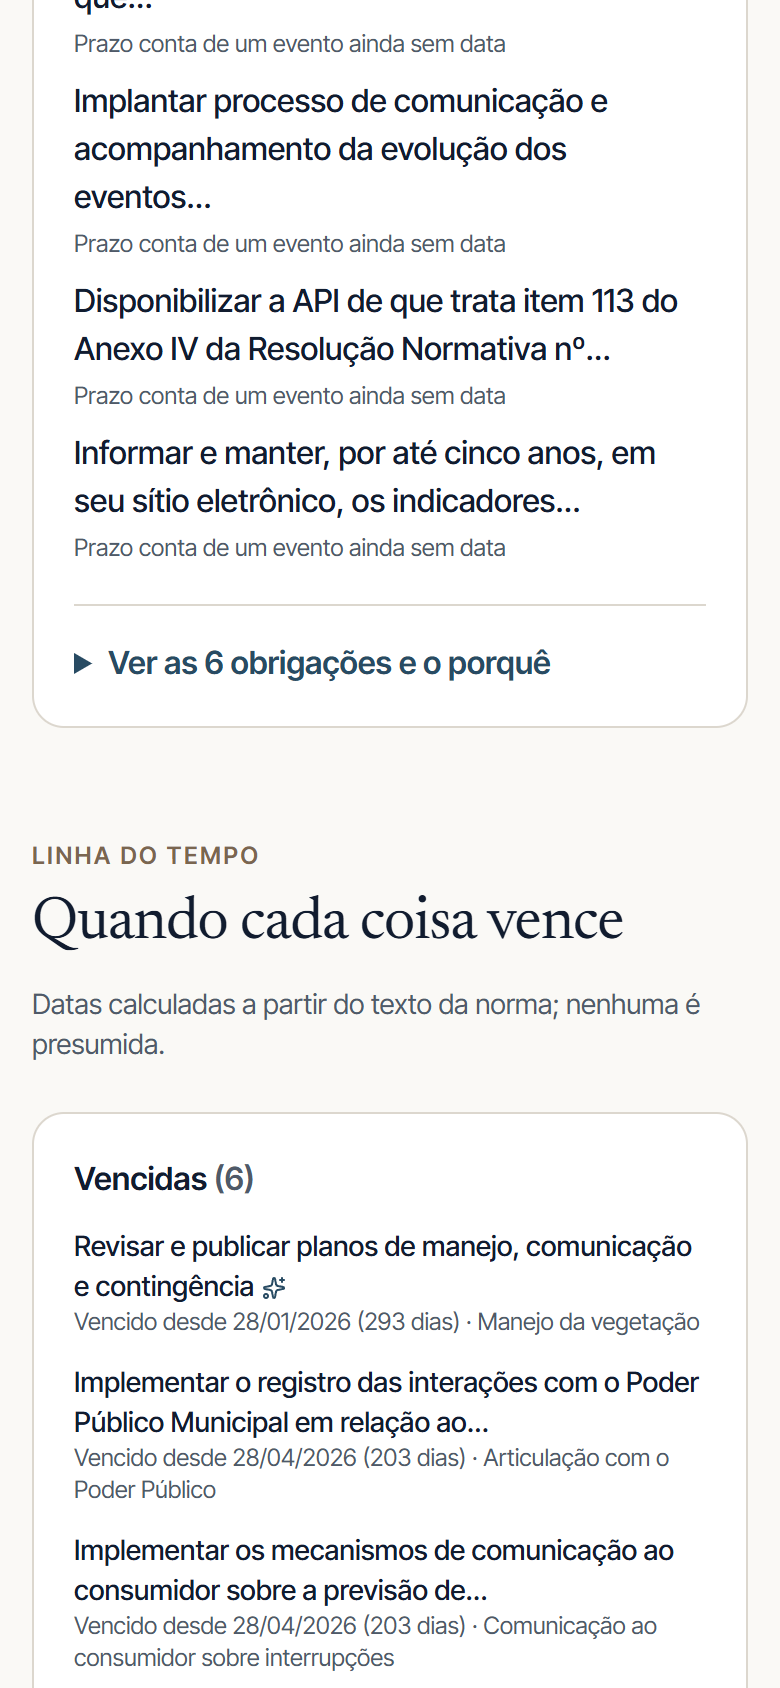 que...
Prazo conta de um evento ainda sem data
Implantar processo de comunicação e
acompanhamento da evolução dos
eventos...
Prazo conta de um evento ainda sem data
Disponibilizar a API de que trata item 113 do
Anexo IV da Resolução Normativa nº...
Prazo conta de um evento ainda sem data
Informar e manter, por até cinco anos, em
seu sítio eletrônico, os indicadores...
Prazo conta de um evento ainda sem data
▶ Ver as 6 obrigações e o porquê
LINHA DO TEMPO
Quando cada coisa vence
Datas calculadas a partir do texto da norma; nenhuma é
presumida.
Vencidas (6)
Revisar e publicar planos de manejo, comunicação
e contingência
Vencido desde 28/01/2026 (293 dias) · Manejo da vegetação
Implementar o registro das interações com o Poder
Público Municipal em relação ao...
Vencido desde 28/04/2026 (203 dias) · Articulação com o
Poder Público
Implementar os mecanismos de comunicação ao
consumidor sobre a previsão de...
Vencido desde 28/04/2026 (203 dias) · Comunicação ao
consumidor sobre interrupções